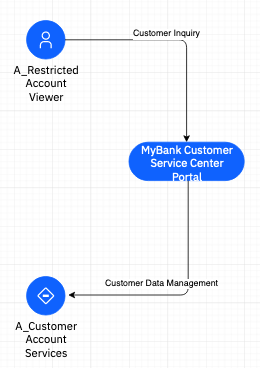 Customer Inquiry
A_Restricted
Account
Viewer
MyBank Customer
Service Center
Portal
Customer Data Management
A_Customer
Account
Services